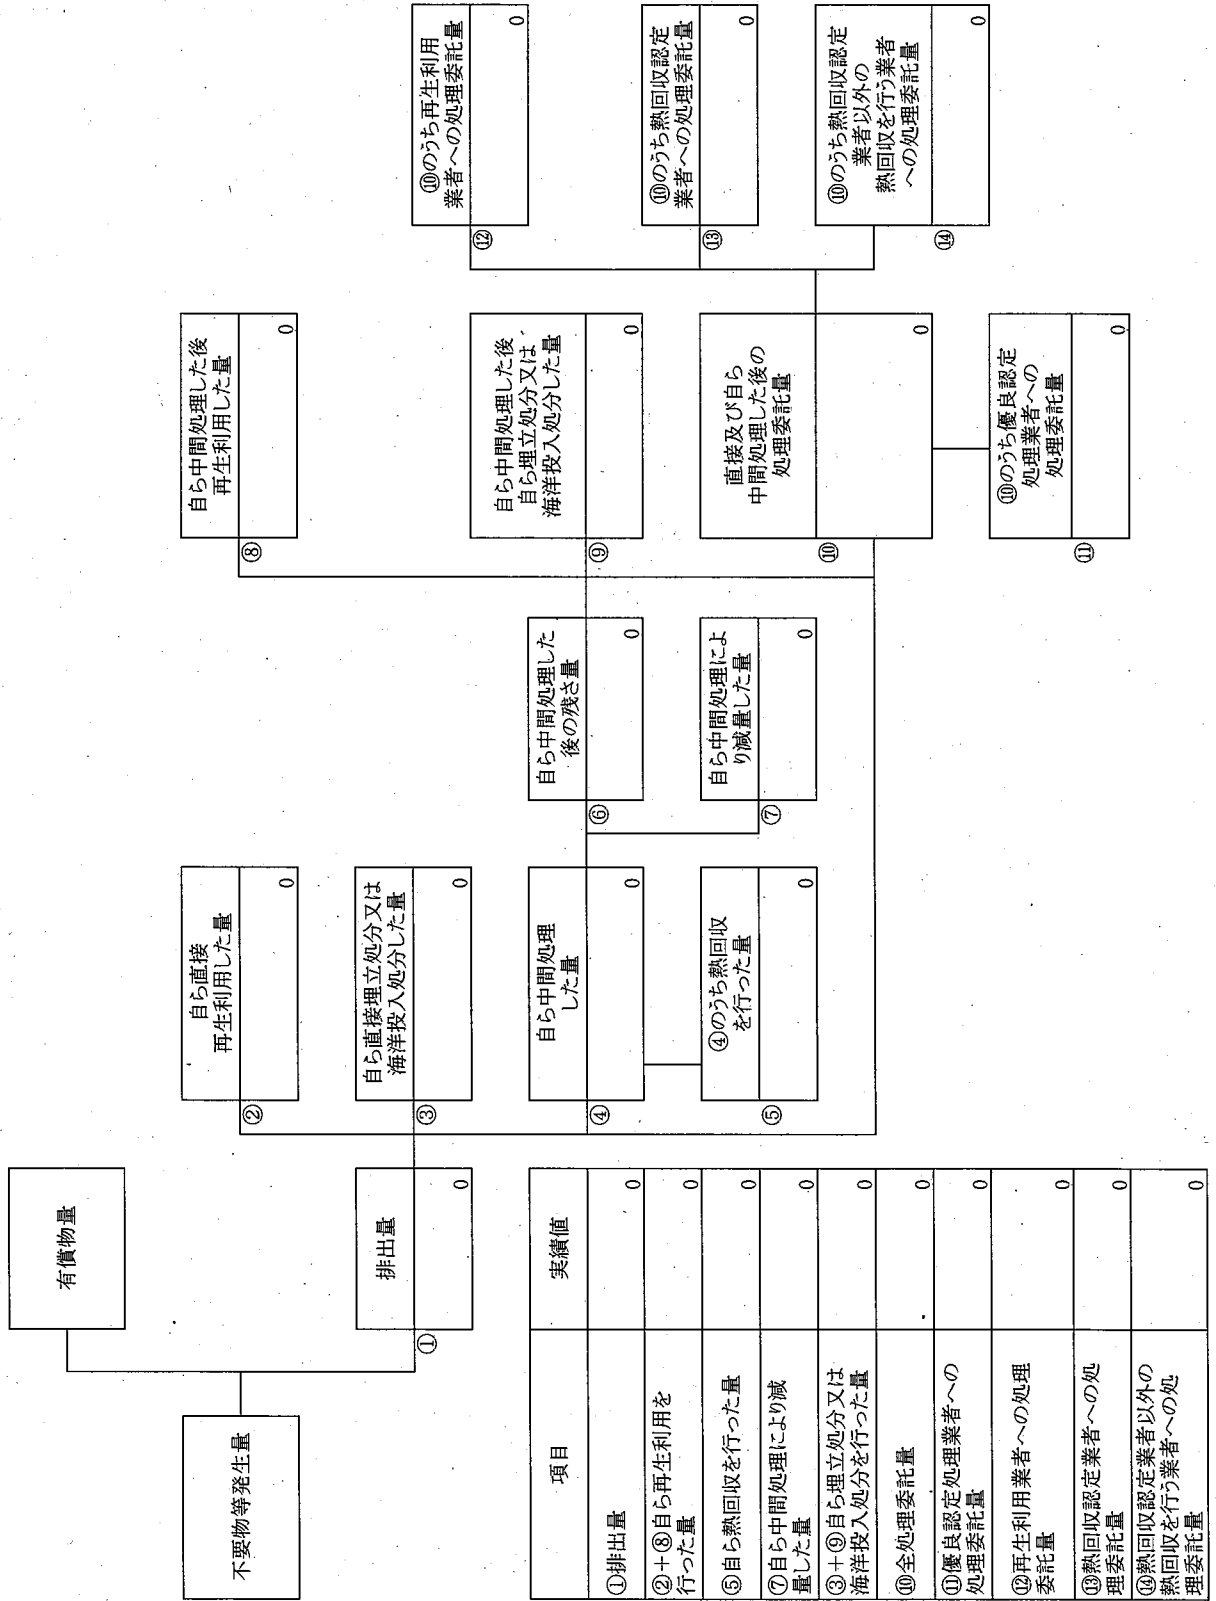 不要物等発生量
有償物量
①
排出量
0
②
自ら直接
再生利用した量
0
③
自ら直接埋立処分又は
海洋投入処分した量
0
④
自ら中間処理
した量
0
⑤
④のうち熱回収
を行った量
0
⑥
自ら中間処理した
後の残さ量
0
⑦
自ら中間処理によ
り減量した量
0
⑧
自ら中間処理した後
再生利用した量
0
⑨
自ら中間処理した後
自ら埋立処分又は
海洋投入処分した量
0
⑩
直接及び自ら
中間処理した後の
処理委託量
0
⑪
⑩のうち優良認定
処理業者への
処理委託量
0
⑫
⑩のうち再生利用
業者への処理委託量
0
⑬
⑩のうち熱回収認定
業者への処理委託量
0
⑭
⑩のうち熱回収認定
業者以外の
熱回収を行う業者
への処理委託量
0
項目 実績値
①排出量 0
②+⑧自ら再生利用を
行った量 0
⑤自ら熱回収を行った量 0
⑦自ら中間処理により減
量した量 0
③+⑨自ら埋立処分又は
海洋投入処分を行った量 0
⑩全処理委託量 0
⑪優良認定処理業者への
処理委託量 0
⑫再生利用業者への処理
委託量 0
⑬熱回収認定業者への処
理委託量 0
⑭熱回収認定業者以外の
熱回収を行う業者への処
理委託量 0